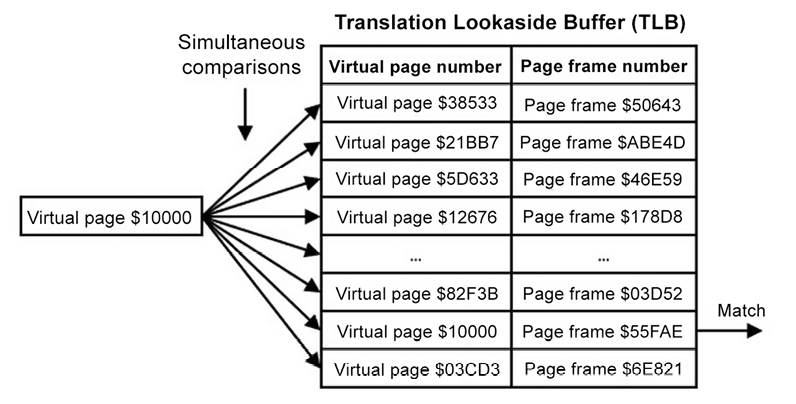 Translation Lookaside Buffer (TLB)
Simultaneous
comparisons
Virtual page number Page frame number
Virtual page $38533 Page frame $50643
Virtual page $21BB7 Page frame $ABE4D
Virtual page $5D633 Page frame $46E59
Virtual page $10000
Virtual page $12676 Page frame $178D8
... ...
Virtual page $82F3B Page frame $03D52
Virtual page $10000 Page frame $55FAE
Match
Virtual page $03CD3 Page frame $6E821